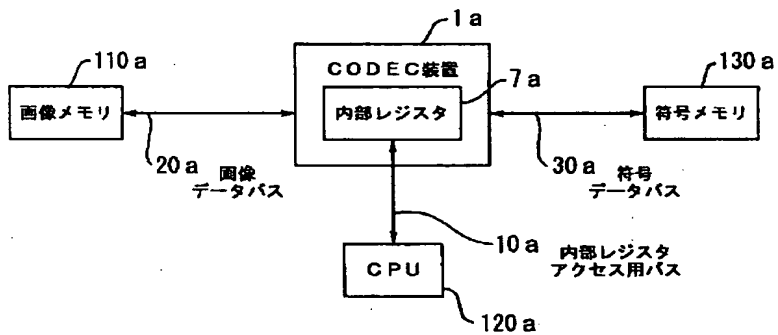 1a
110a
CODEC装置
7a
130a
画像メモリ
内部レジスタ
符号メモリ
20a
画像
データバス
30a
符号
データバス
10a
内部レジスタ
アクセス用バス
CPU
120a